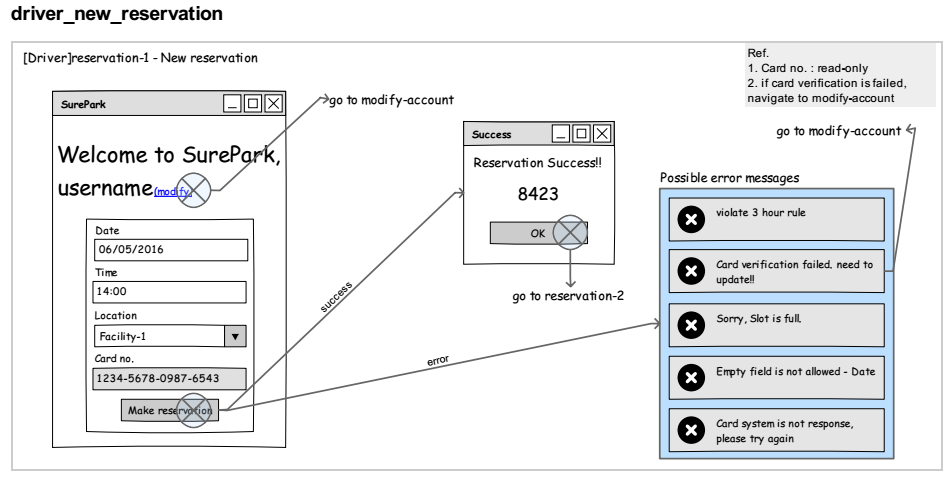 driver_new_reservation
[Driver]reservation-1 - New reservation
Ref.
1. Card no. : read-only
2. if card verification is failed,
navigate to modify-account
SurePark
go to modify-account
Welcome to SurePark,
username(modify)
Date
06/05/2016
Time
14:00
Location
Facility-1
Card no.
1234-5678-0987-6543
Make reservation
success
error
Success
Reservation Success!!
8423
OK
go to reservation-2
go to modify-account
Possible error messages
violate 3 hour rule
Card verification failed, need to
update!!
Sorry, Slot is full.
Empty field is not allowed - Date
Card system is not response,
please try again